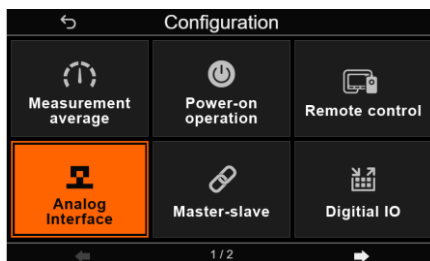 Configuration
Measurement
average
Power-on
operation
Remote control
Analog
Interface
Master-slave
Digitial IO
1/2